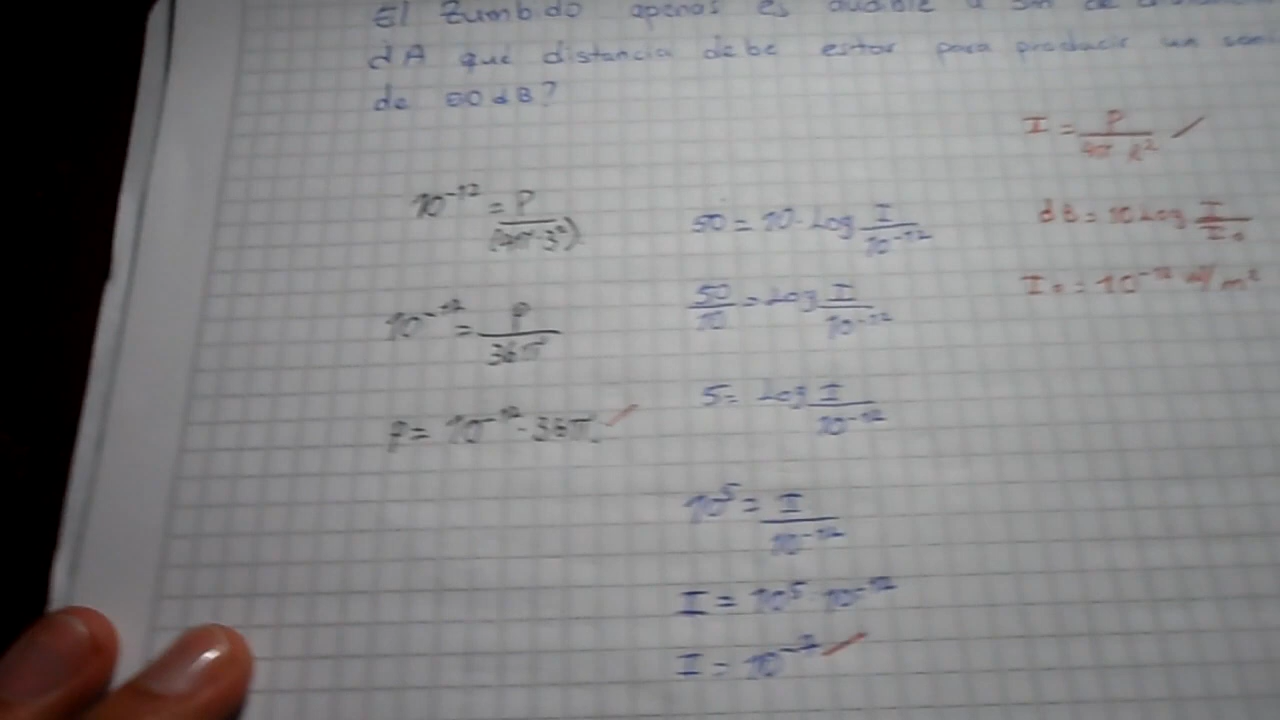 El Zumbido apenas es audible a 3m de
dA que distancia debe estar para producir un
de 50 dB?
I = P / 4π R²
10⁻¹² = P / (4π·3²)
50 = 10·Log I / 10⁻¹²
dB = 10 Log I / I₀
I₀ = 10⁻¹² W/m²
10⁻¹² = P / 36π
50 / 10 = Log I / 10⁻¹²
P = 10⁻¹²·36π
5 = Log I / 10⁻¹²
10⁵ = I / 10⁻¹²
I = 10⁵·10⁻¹²
I = 10⁻⁷